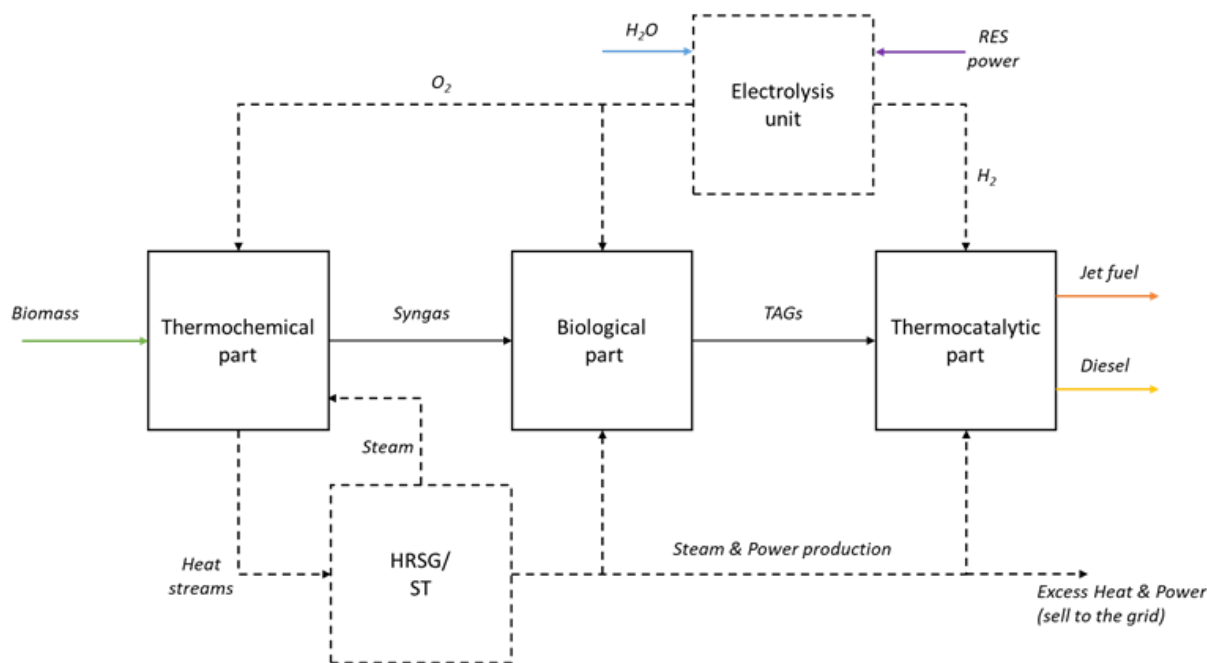 H₂O
RES
power
O₂
Electrolysis
unit
H₂
Biomass
Thermochemical
part
Syngas
Biological
part
TAGs
Thermocatalytic
part
Jet fuel
Diesel
Steam
Heat
streams
HRSG/
ST
Steam & Power production
Excess Heat & Power
(sell to the grid)